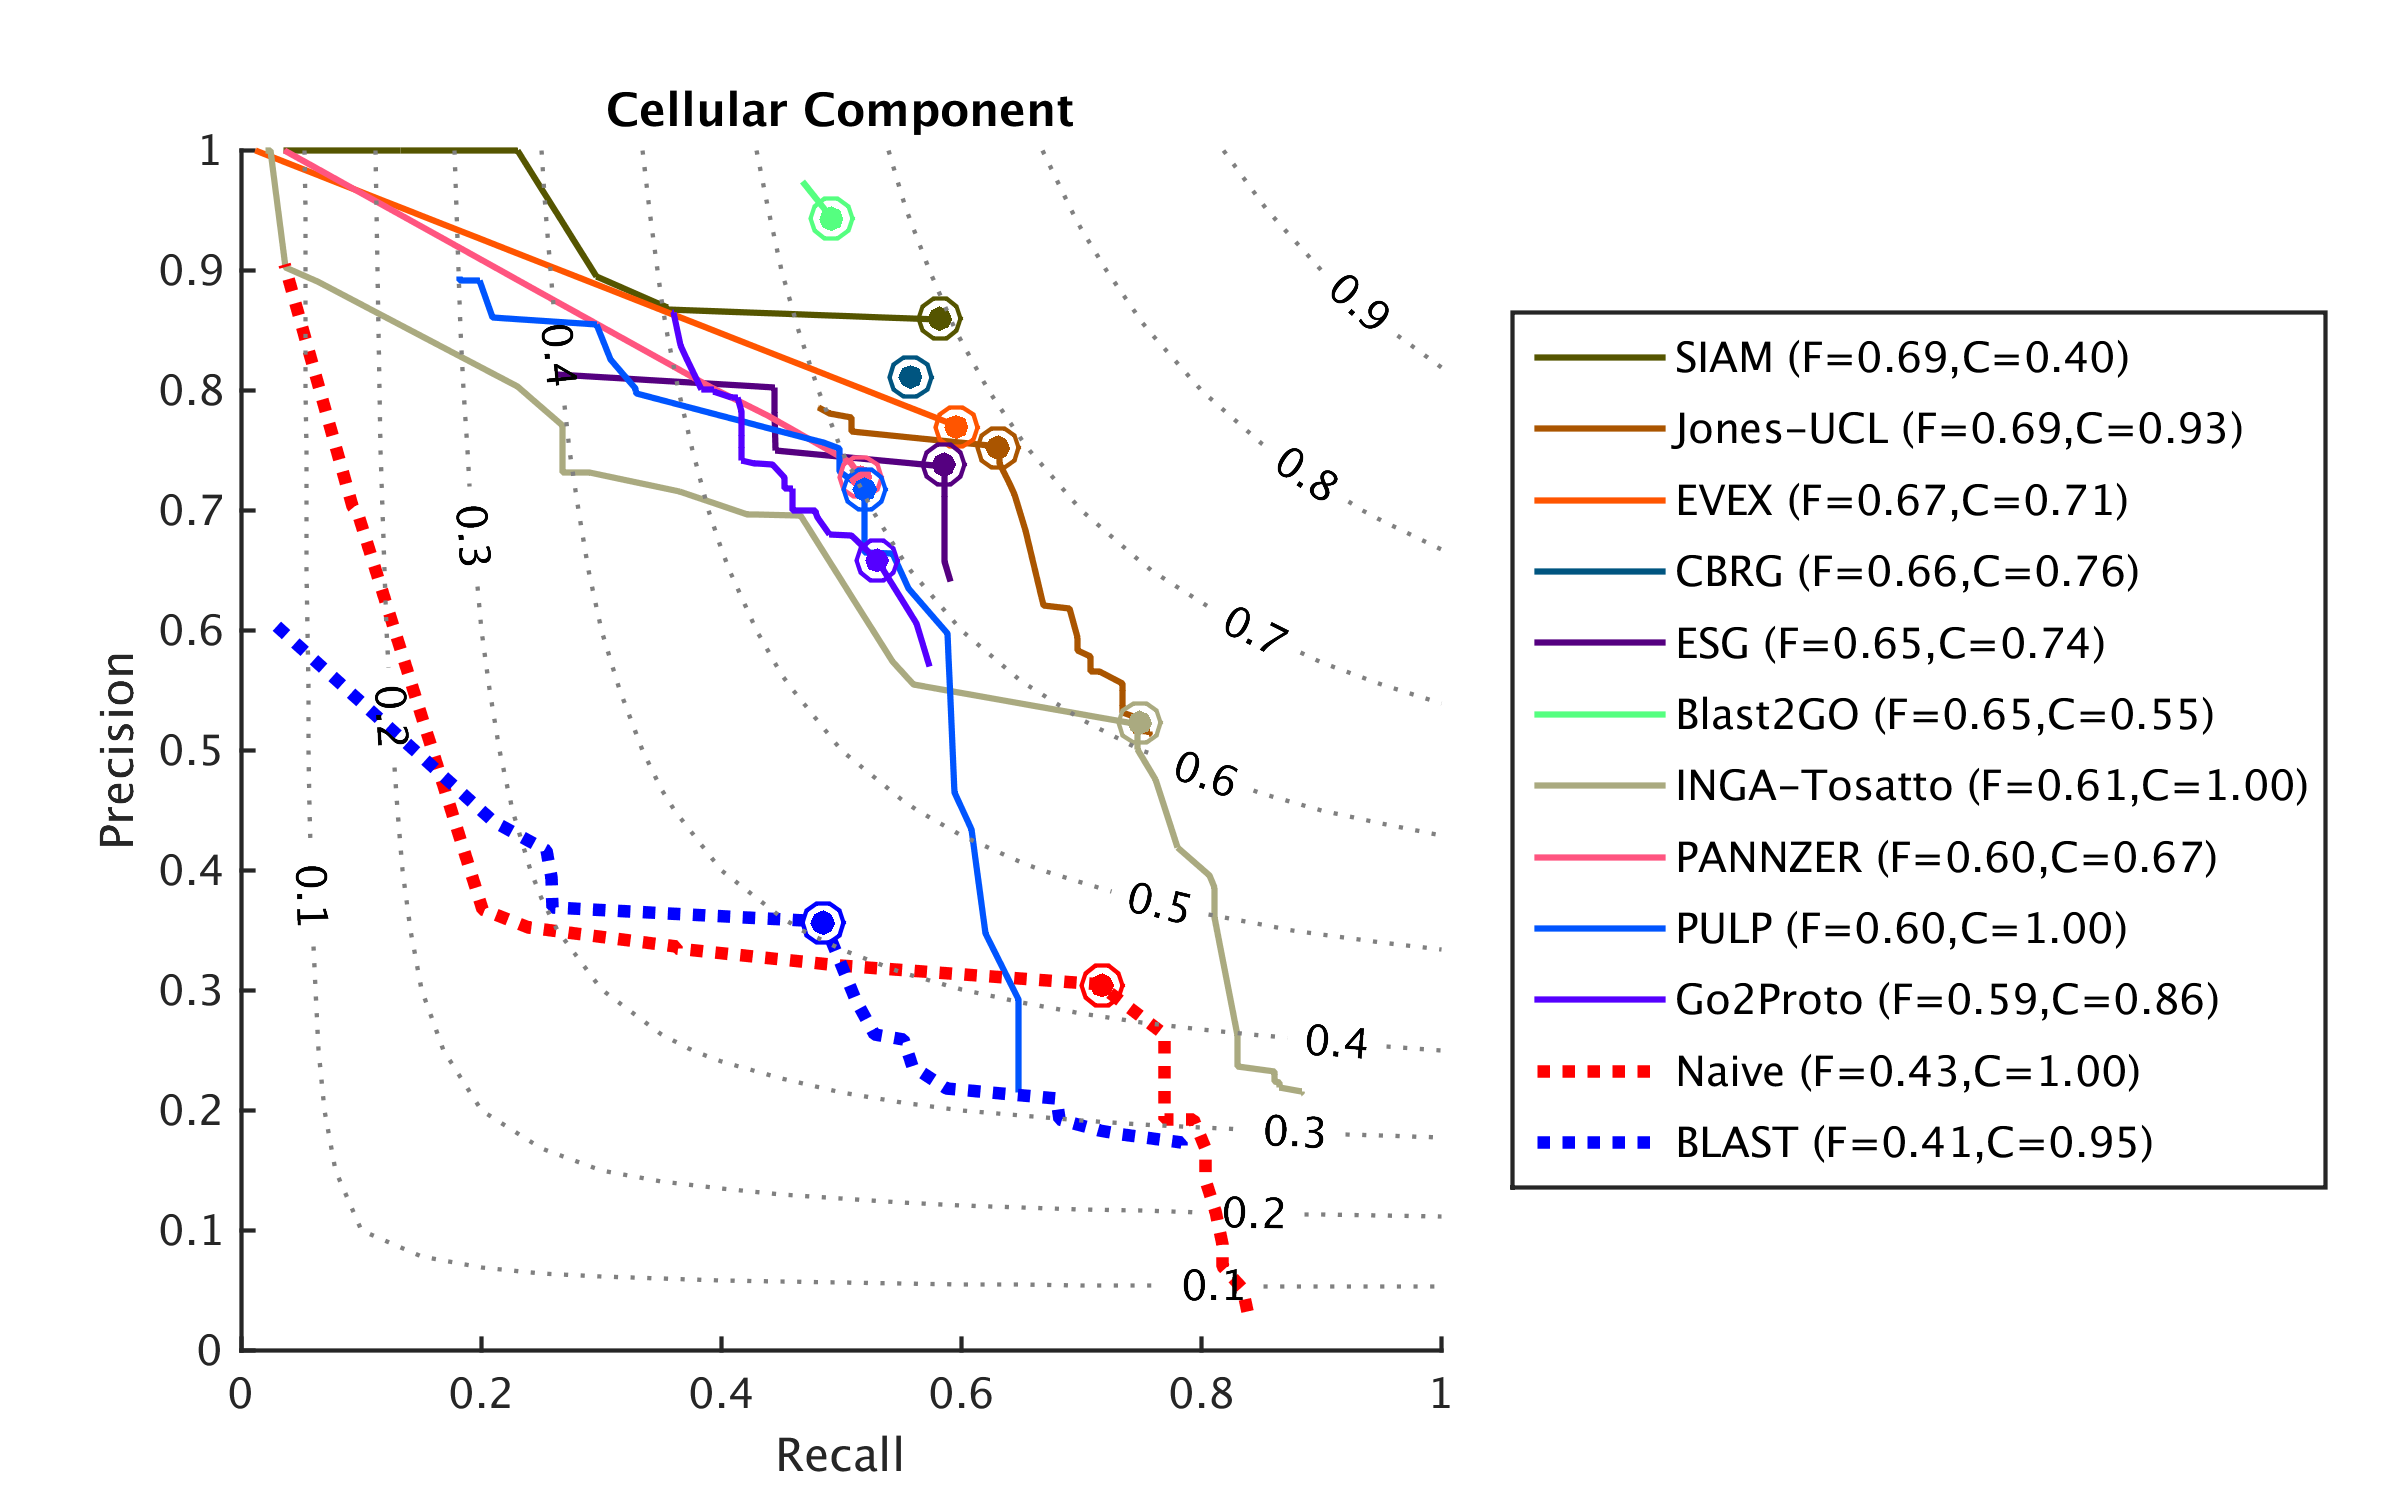 Cellular Component
1
0.9
0.8
0.7
0.6
0.5
0.4
0.3
0.2
0.1
0
Precision
0
0.2
0.4
0.6
0.8
1
Recall
0.4
0.3
0.2
0.1
0.9
0.8
0.7
0.6
0.5
0.4
0.3
0.2
0.1
SIAM (F=0.69,C=0.40)
Jones-UCL (F=0.69,C=0.93)
EVEX (F=0.67,C=0.71)
CBRG (F=0.66,C=0.76)
ESG (F=0.65,C=0.74)
Blast2GO (F=0.65,C=0.55)
INGA-Tosatto (F=0.61,C=1.00)
PANNZER (F=0.60,C=0.67)
PULP (F=0.60,C=1.00)
Go2Proto (F=0.59,C=0.86)
Naive (F=0.43,C=1.00)
BLAST (F=0.41,C=0.95)